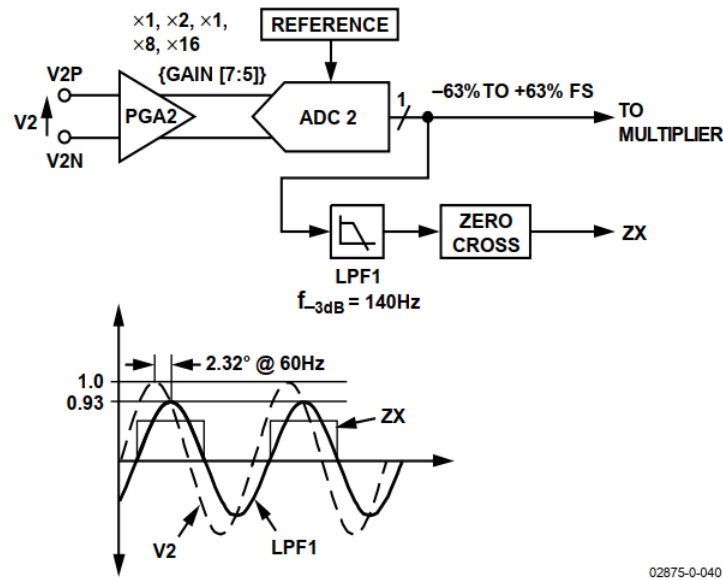 ×1, ×2, ×1,
×8, ×16
{GAIN [7:5]}
REFERENCE
V2P
V2
V2N
PGA2
ADC 2
1
–63% TO +63% FS
TO
MULTIPLIER
LPF1
f–3dB = 140Hz
ZERO
CROSS
ZX
2.32° @ 60Hz
1.0
0.93
ZX
V2
LPF1
02875-0-040